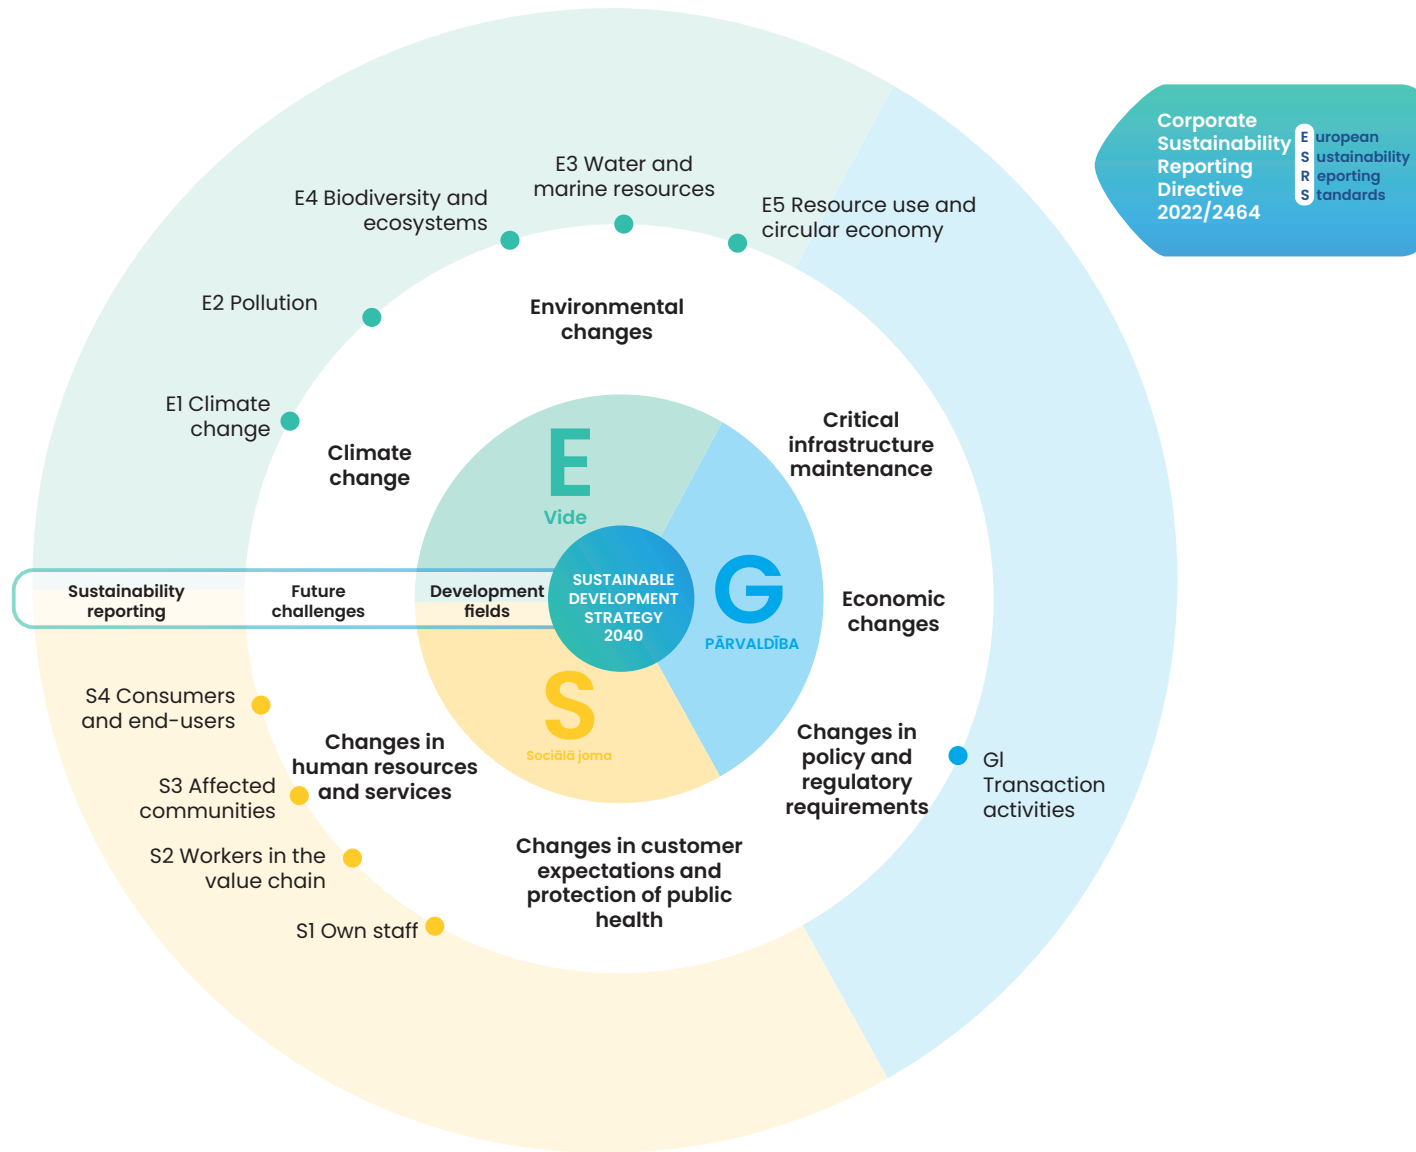 Corporate
Sustainability
Reporting
Directive
2022/2464
European
Sustainability
Reporting
Standards
E3 Water and
marine resources
E4 Biodiversity and
ecosystems
E5 Resource use and
circular economy
E2 Pollution
E1 Climate
change
Environmental
changes
Climate
change
Critical
infrastructure
maintenance
E
Vide
G
PĀRVALDĪBA
S
Sociālā joma
SUSTAINABLE
DEVELOPMENT
STRATEGY
2040
Sustainability
reporting
Future
challenges
Development
fields
Economic
changes
Changes in
policy and
regulatory
requirements
G1
Transaction
activities
S4 Consumers
and end-users
Changes in
human resources
and services
S3 Affected
communities
S2 Workers in the
value chain
S1 Own staff
Changes in customer
expectations and
protection of public
health